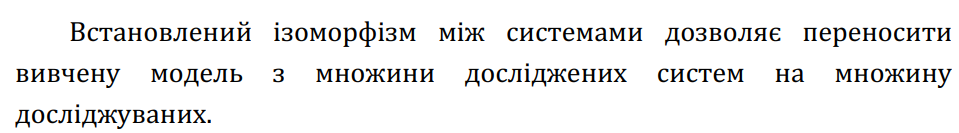 Встановлений ізоморфізм між системами дозволяє переносити
вивчену модель з множини досліджених систем на множину
досліджуваних.